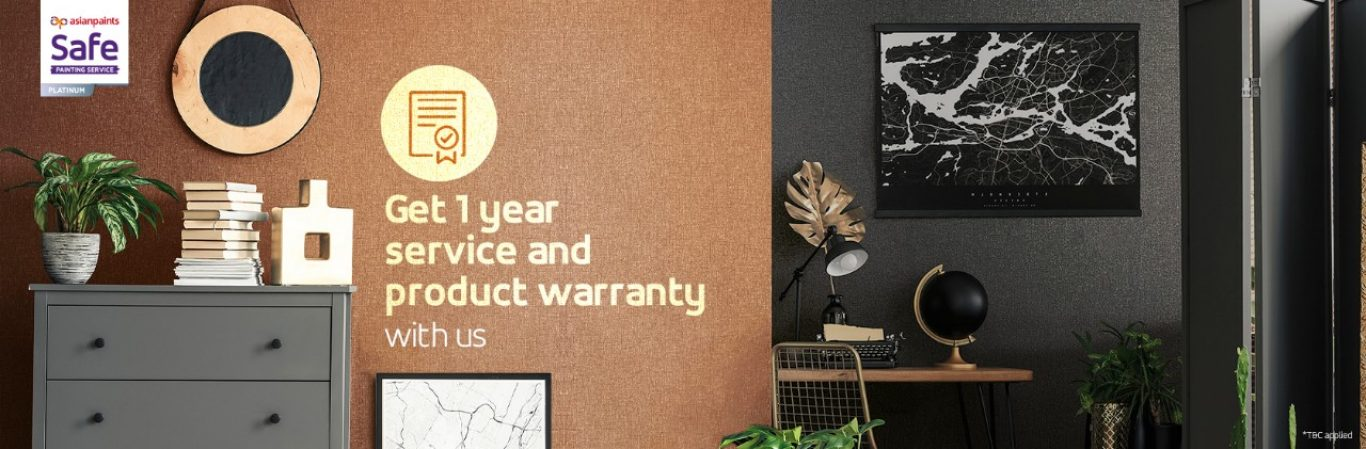 asianpaints
Safe
PAINTING SERVICE
PLATINUM
Get 1 year
service and
product warranty
with us
*T&C applied